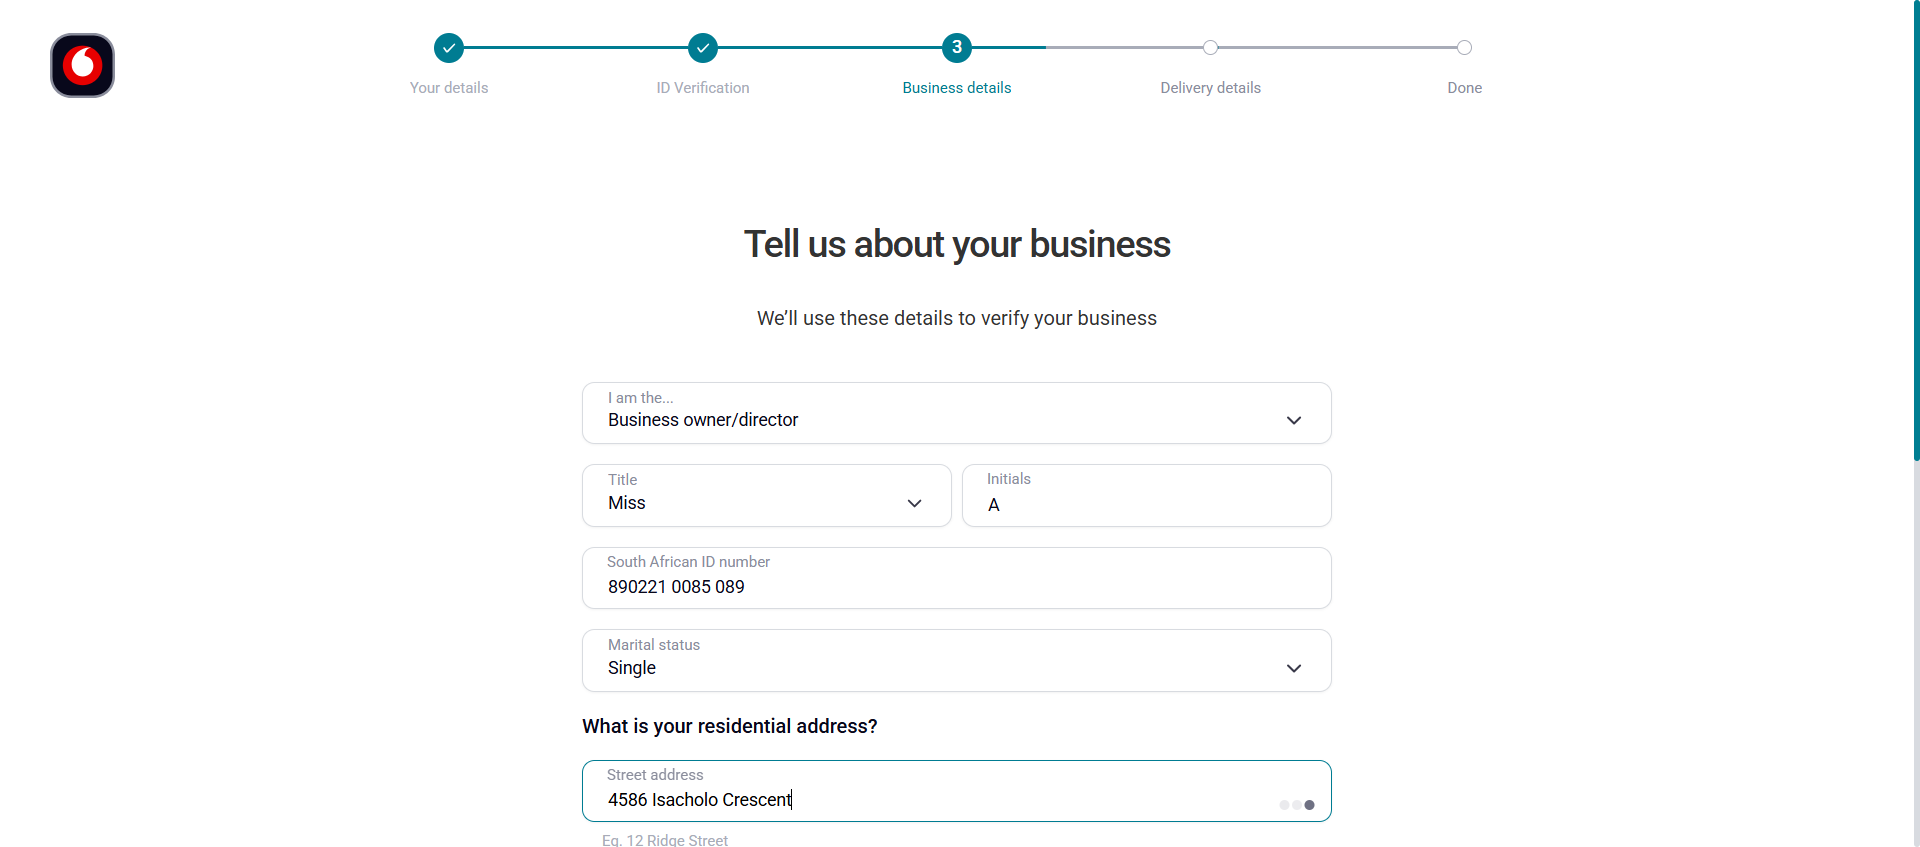 3
Your details
ID Verification
Business details
Delivery details
Done
Tell us about your business
We’ll use these details to verify your business
I am the...
Business owner/director
Title
Miss
Initials
A
South African ID number
890221 0085 089
Marital status
Single
What is your residential address?
Street address
4586 Isacholo Crescent
Eg. 12 Ridge Street